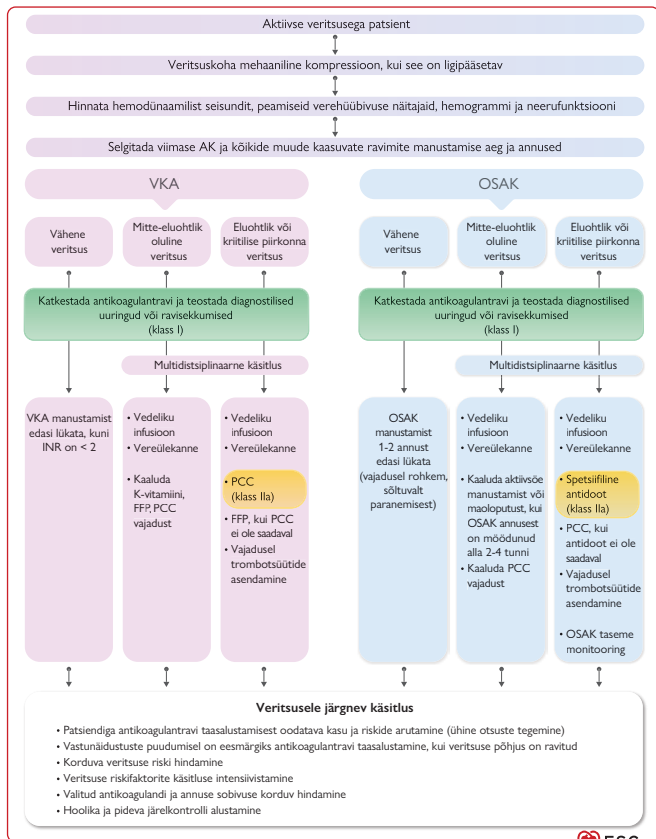 Aktiivse veritsusega patsient
Veritsuskoha mehaaniline kompressioon, kui see on ligipääsetav
Hinnata hemodünaamilist seisundit, peamiseid verehüübivuse näitajaid, hemogrammi ja neerufunktsiooni
Selgitada viimase AK ja kõikide muude kaasuvate ravimite manustamise aeg ja annused
VKA
Vähene
veritsus
Mitte-eluohtlik
oluline
veritsus
Eluohtlik või
kriitilise piirkonna
veritsus
Katkestada antikoagulantravi ja teostada diagnostilised
uuringud või ravisekkumised
(klass I)
Multidistsiplinaarne käsitlus
VKA manustamist
edasi lükata, kuni
INR on < 2
• Vedeliku
infusioon
• Vereülekanne
• Kaaluda
K-vitamiini,
FFP, PCC
vajadust
• Vedeliku
infusioon
• Vereülekanne
• PCC
(klass IIa)
• FFP, kui PCC
ei ole saadaval
• Vajadusel
trombotsüütide
asendamine
OSAK
Vähene
veritsus
Mitte-eluohtlik
oluline
veritsus
Eluohtlik või
kriitilise piirkonna
veritsus
Katkestada antikoagulantravi ja teostada diagnostilised
uuringud või ravisekkumised
(klass I)
Multidistsiplinaarne käsitlus
OSAK
manustamist
1-2 annust
edasi lükata
(vajadusel rohkem,
sõltuvalt
paranemisest)
• Vedeliku
infusioon
• Vereülekanne
• Kaaluda aktiivsöe
manustamist või
maoloputust, kui
OSAK annusest
on möödunud
alla 2-4 tunni
• Kaaluda PCC
vajadust
• Vedeliku
infusioon
• Vereülekanne
• Spetsiifiline
antidoot
(klass IIa)
• PCC, kui
antidoot ei ole
saadaval
• Vajadusel
trombotsüütide
asendamine
• OSAK taseme
monitooring
Veritsusele järgnev käsitlus
• Patsiendiga antikoagulantravi taasalustamisest oodatava kasu ja riskide arutamine (ühine otsuste tegemine)
• Vastunäidustuste puudumisel on eesmärgiks antikoagulantravi taasalustamine, kui veritsuse põhjus on ravitud
• Korduva veritsuse riski hindamine
• Veritsuse riskifaktorite käsitluse intensiivistamine
• Valitud antikoagulandi ja annuse sobivuse korduv hindamine
• Hoolika ja pideva järelkontrolli alustamine